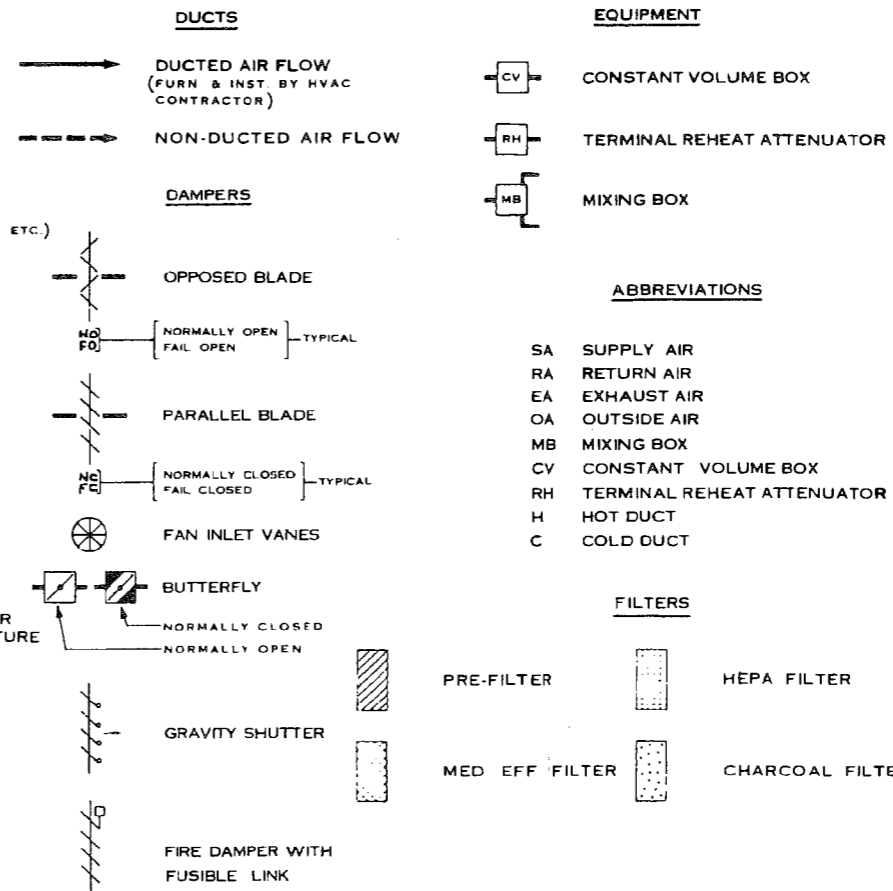 DUCTS
DUCTED AIR FLOW
(FURN & INST. BY HVAC
CONTRACTOR)
NON-DUCTED AIR FLOW
DAMPERS
ETC.)
OPPOSED BLADE
NO
FO
NORMALLY OPEN
FAIL OPEN
TYPICAL
PARALLEL BLADE
NC
FC
NORMALLY CLOSED
FAIL CLOSED
TYPICAL
FAN INLET VANES
BUTTERFLY
R
TURE
NORMALLY CLOSED
NORMALLY OPEN
GRAVITY SHUTTER
FIRE DAMPER WITH
FUSIBLE LINK
EQUIPMENT
CV CONSTANT VOLUME BOX
RH TERMINAL REHEAT ATTENUATOR
MB MIXING BOX
ABBREVIATIONS
SA SUPPLY AIR
RA RETURN AIR
EA EXHAUST AIR
OA OUTSIDE AIR
MB MIXING BOX
CV CONSTANT VOLUME BOX
RH TERMINAL REHEAT ATTENUATOR
H HOT DUCT
C COLD DUCT
FILTERS
PRE-FILTER
HEPA FILTER
MED EFF FILTER
CHARCOAL FILTE